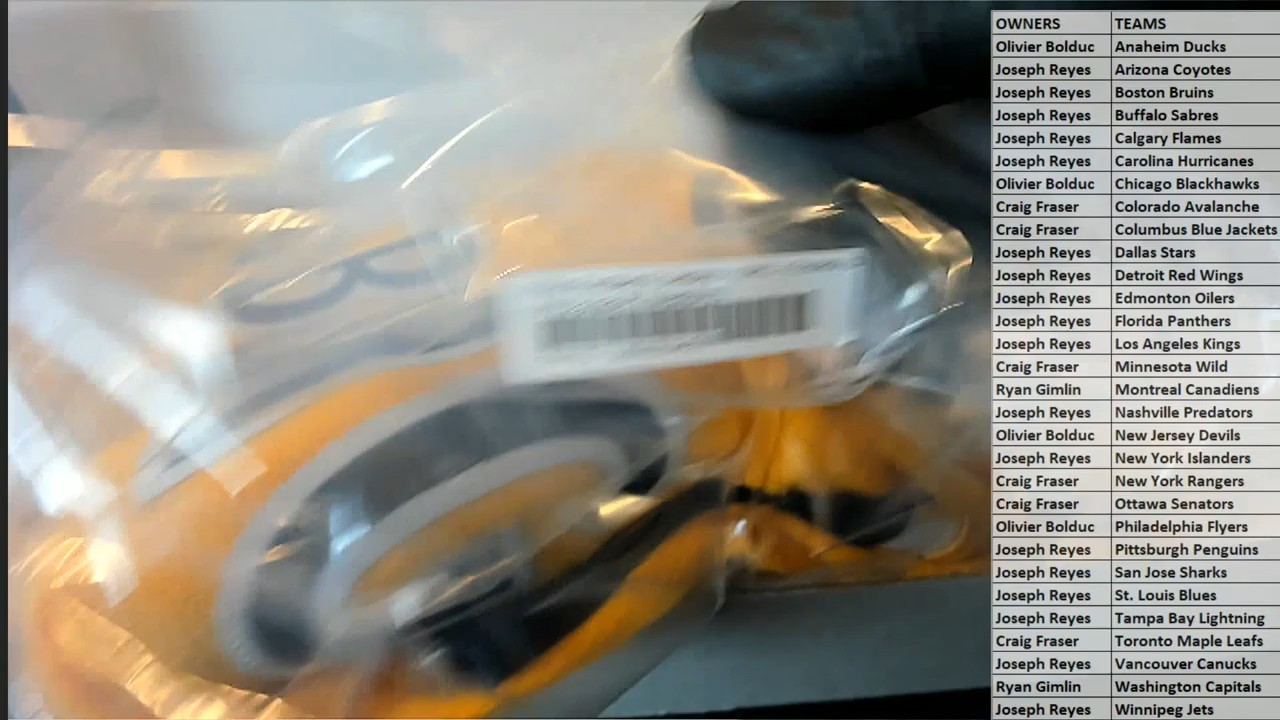 OWNERS TEAMS
Olivier Bolduc Anaheim Ducks
Joseph Reyes Arizona Coyotes
Joseph Reyes Boston Bruins
Joseph Reyes Buffalo Sabres
Joseph Reyes Calgary Flames
Joseph Reyes Carolina Hurricanes
Olivier Bolduc Chicago Blackhawks
Craig Fraser Colorado Avalanche
Craig Fraser Columbus Blue Jackets
Joseph Reyes Dallas Stars
Joseph Reyes Detroit Red Wings
Joseph Reyes Edmonton Oilers
Joseph Reyes Florida Panthers
Joseph Reyes Los Angeles Kings
Craig Fraser Minnesota Wild
Ryan Gimlin Montreal Canadiens
Joseph Reyes Nashville Predators
Olivier Bolduc New Jersey Devils
Joseph Reyes New York Islanders
Craig Fraser New York Rangers
Craig Fraser Ottawa Senators
Olivier Bolduc Philadelphia Flyers
Joseph Reyes Pittsburgh Penguins
Joseph Reyes San Jose Sharks
Joseph Reyes St. Louis Blues
Joseph Reyes Tampa Bay Lightning
Craig Fraser Toronto Maple Leafs
Joseph Reyes Vancouver Canucks
Ryan Gimlin Washington Capitals
Joseph Reyes Winnipeg Jets